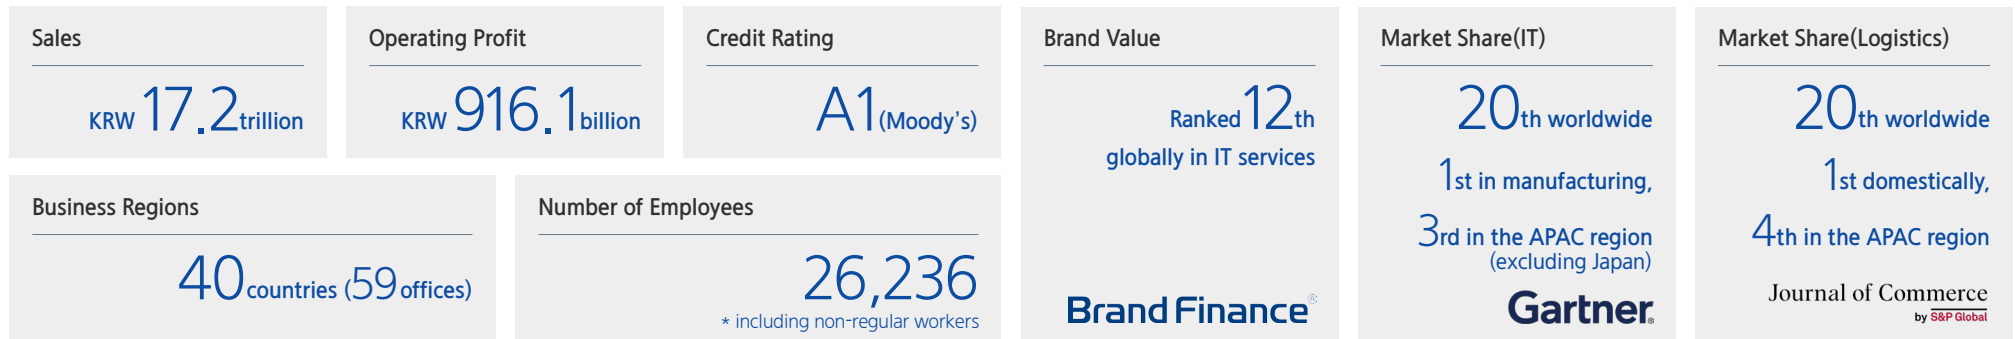 Sales
KRW 17.2 trillion
Operating Profit
KRW 916.1 billion
Credit Rating
A1 (Moody's)
Business Regions
40 countries (59 offices)
Number of Employees
26,236
* including non-regular workers
Brand Value
Ranked 12th
globally in IT services
Brand Finance®
Market Share(IT)
20th worldwide
1st in manufacturing,
3rd in the APAC region
(excluding Japan)
Gartner®
Market Share(Logistics)
20th worldwide
1st domestically,
4th in the APAC region
Journal of Commerce
by S&P Global